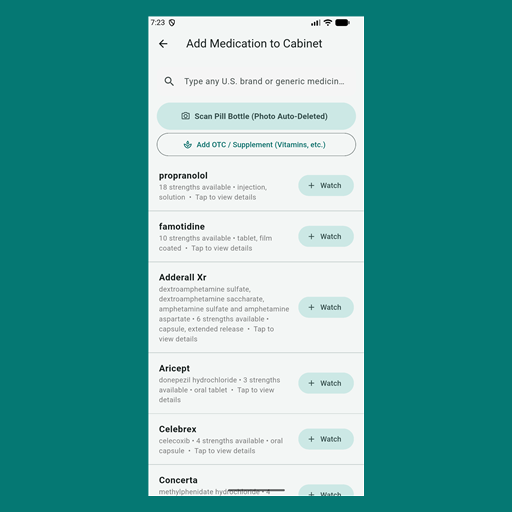 7:23
Add Medication to Cabinet
Type any U.S. brand or generic medicin...
Scan Pill Bottle (Photo Auto-Deleted)
Add OTC / Supplement (Vitamins, etc.)
propranolol
18 strengths available • injection,
solution • Tap to view details
+ Watch
famotidine
10 strengths available • tablet, film
coated • Tap to view details
+ Watch
Adderall Xr
dextroamphetamine sulfate,
dextroamphetamine saccharate,
amphetamine sulfate and amphetamine
aspartate • 6 strengths available •
capsule, extended release • Tap to
view details
+ Watch
Aricept
donepezil hydrochloride • 3 strengths
available • oral tablet • Tap to view
details
+ Watch
Celebrex
celecoxib • 4 strengths available • oral
capsule • Tap to view details
+ Watch
Concerta
methylphenidate hydrochloride • 4
+ Watch